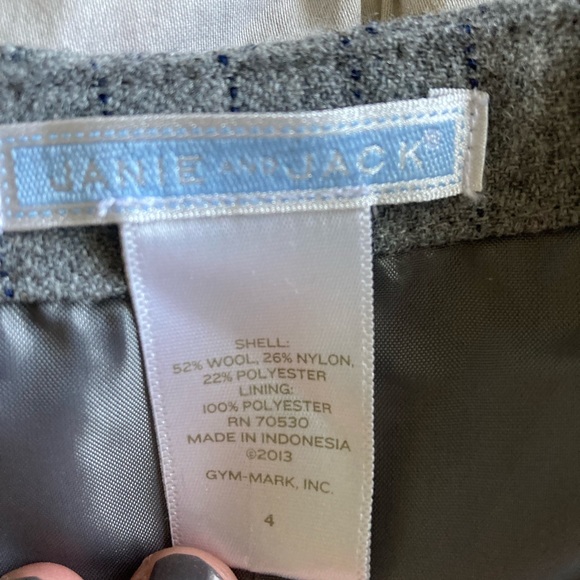 JANIE AND JACK®
SHELL:
52% WOOL, 26% NYLON,
22% POLYESTER
LINING:
100% POLYESTER
RN 70530
MADE IN INDONESIA
©2013
GYM-MARK, INC.
4